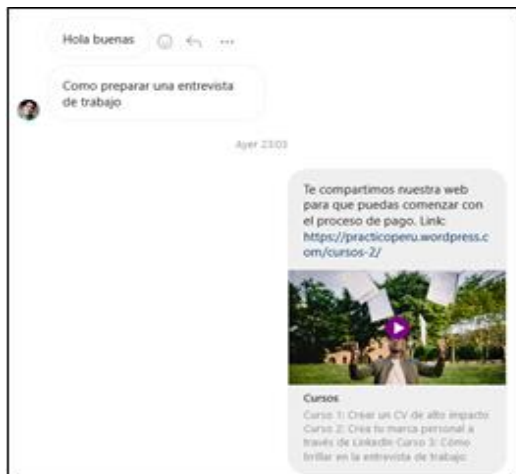 Hola buenas
Como preparar una entrevista
de trabajo
Ayer 23:03
Te compartimos nuestra web
para que puedas comenzar con
el proceso de pago. Link:
https://practicoperu.wordpress.c
om/cursos-2/
Cursos
Curso 1: Crear un CV de alto impacto
Curso 2: Crea tu marca personal a
través de LinkedIn Curso 3: Cómo
brillar en la entrevista de trabajo